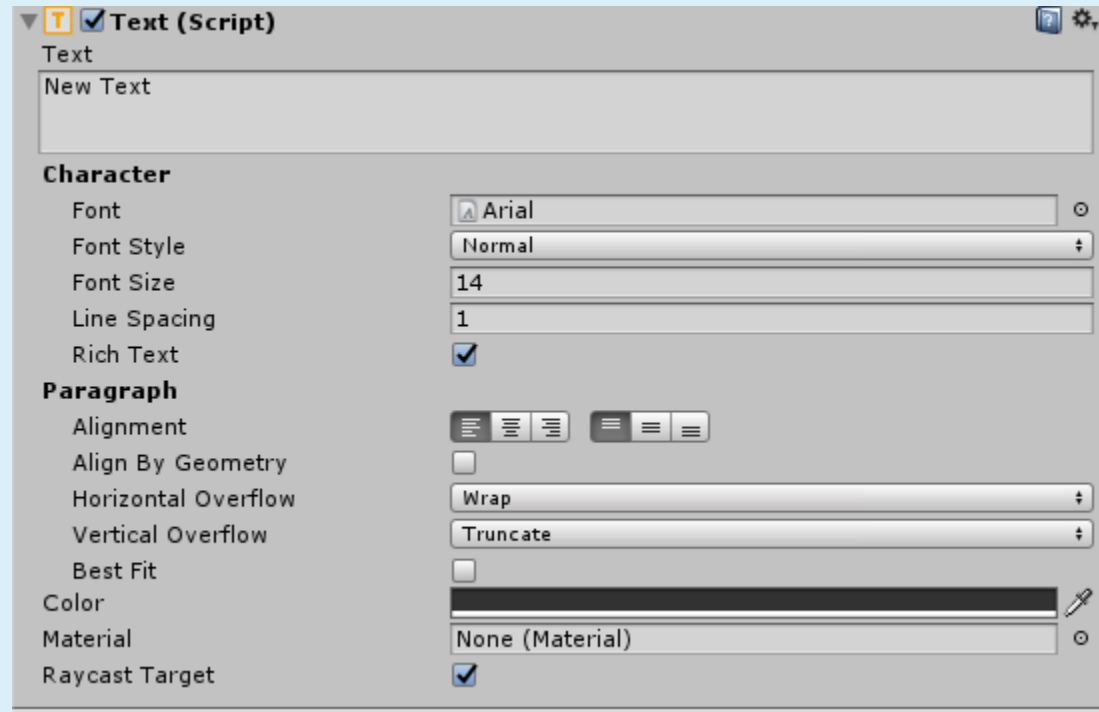 Text (Script)
Text
New Text
Character
Font Arial
Font Style Normal
Font Size 14
Line Spacing 1
Rich Text
Paragraph
Alignment
Align By Geometry
Horizontal Overflow Wrap
Vertical Overflow Truncate
Best Fit
Color
Material None (Material)
Raycast Target